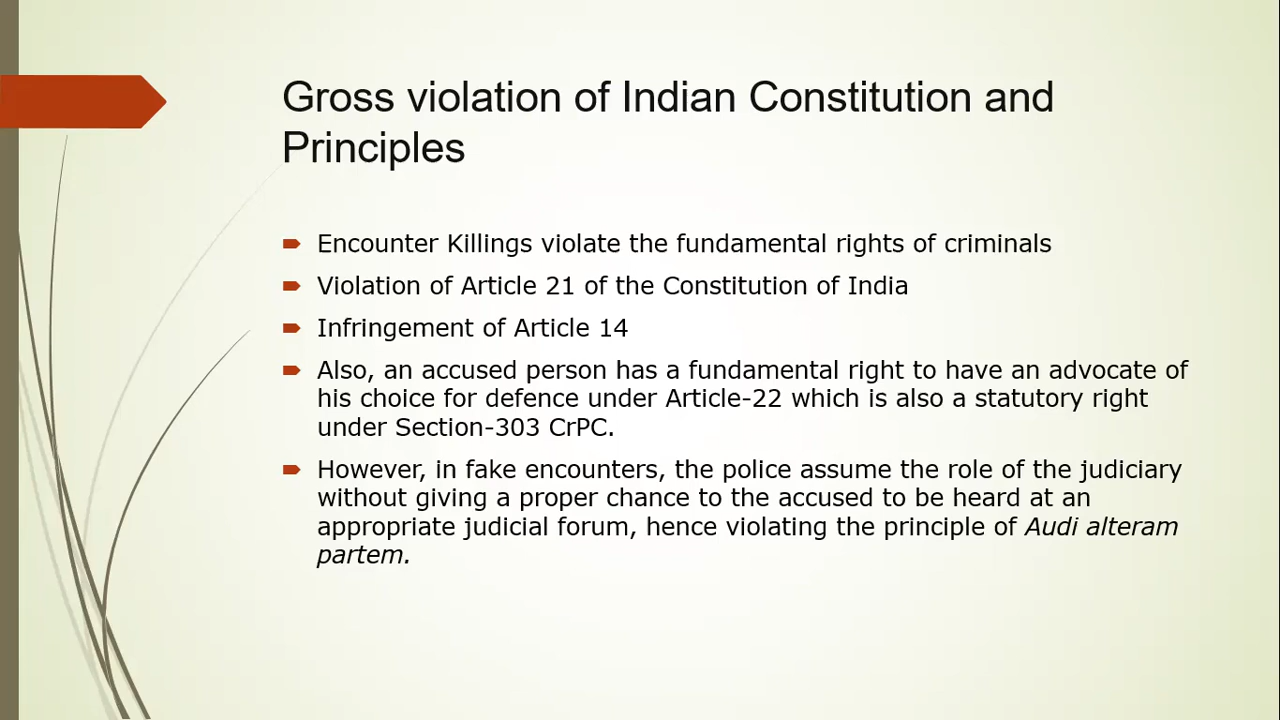 Gross violation of Indian Constitution and
Principles
Encounter Killings violate the fundamental rights of criminals
Violation of Article 21 of the Constitution of India
Infringement of Article 14
Also, an accused person has a fundamental right to have an advocate of
his choice for defence under Article-22 which is also a statutory right
under Section-303 CrPC.
However, in fake encounters, the police assume the role of the judiciary
without giving a proper chance to the accused to be heard at an
appropriate judicial forum, hence violating the principle of Audi alteram
partem.